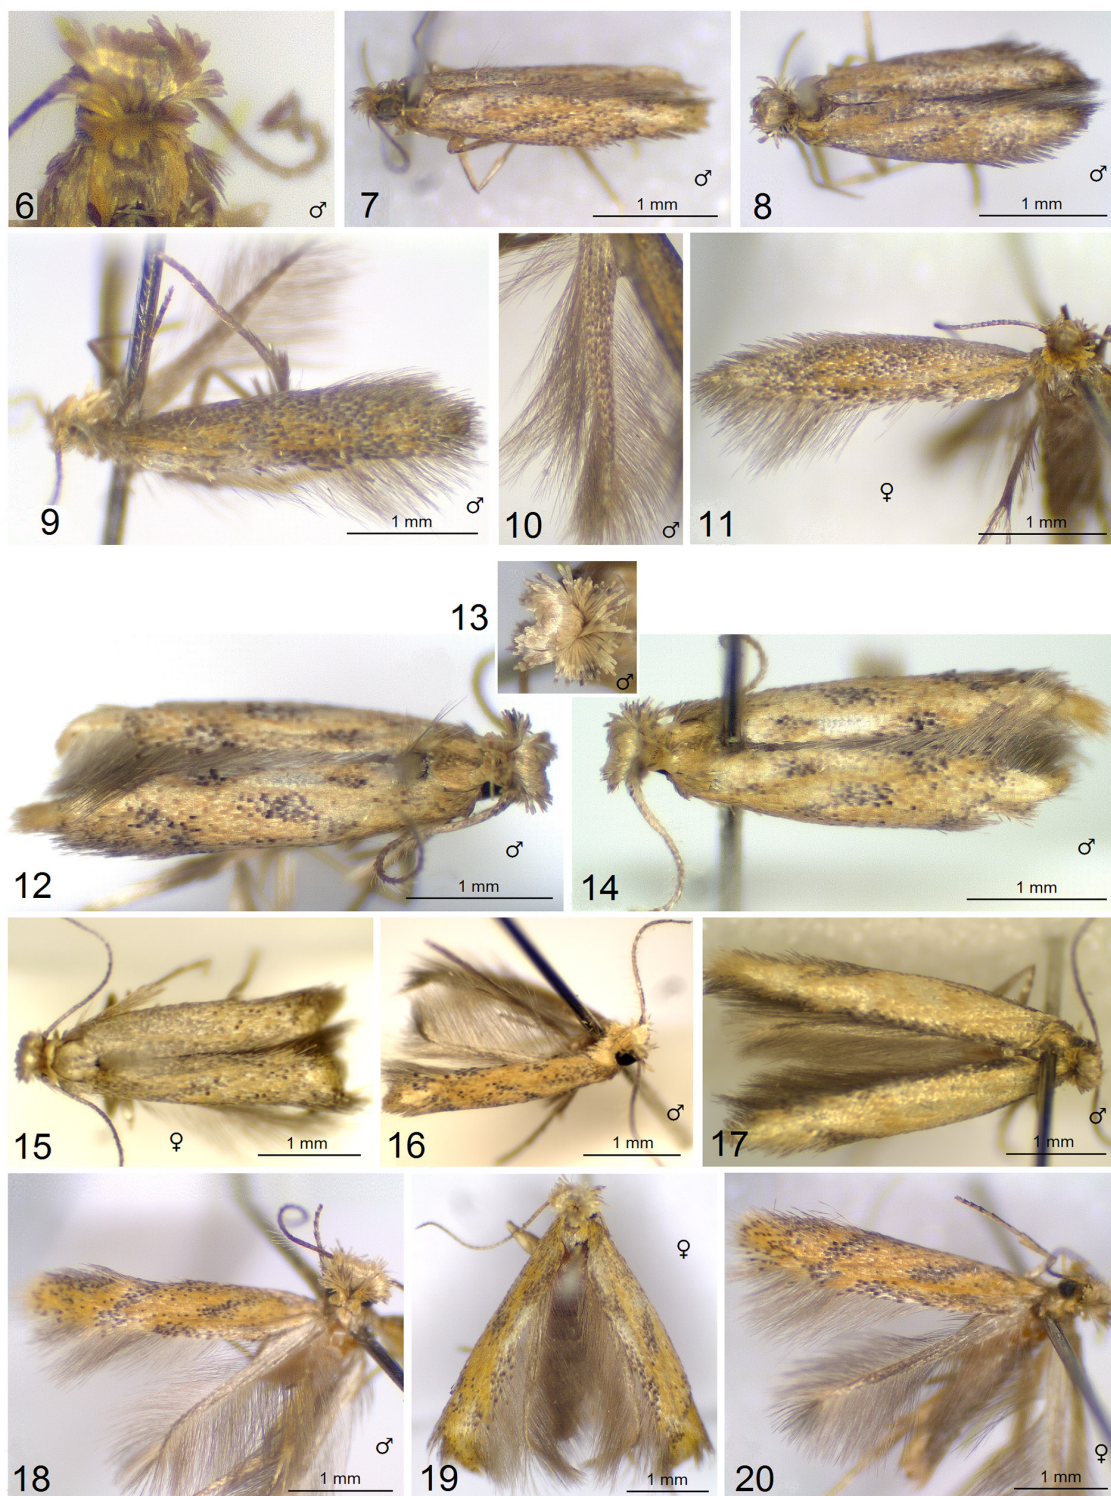 6 ♂
7 1 mm ♂
8 1 mm ♂
9 1 mm ♂
10 ♂
11 ♀ 1 mm
13 ♂
12 1 mm ♂
14 1 mm ♂
15 ♀ 1 mm
16 1 mm ♂
17 1 mm ♂
18 1 mm ♂
19 ♀ 1 mm
20 1 mm ♀